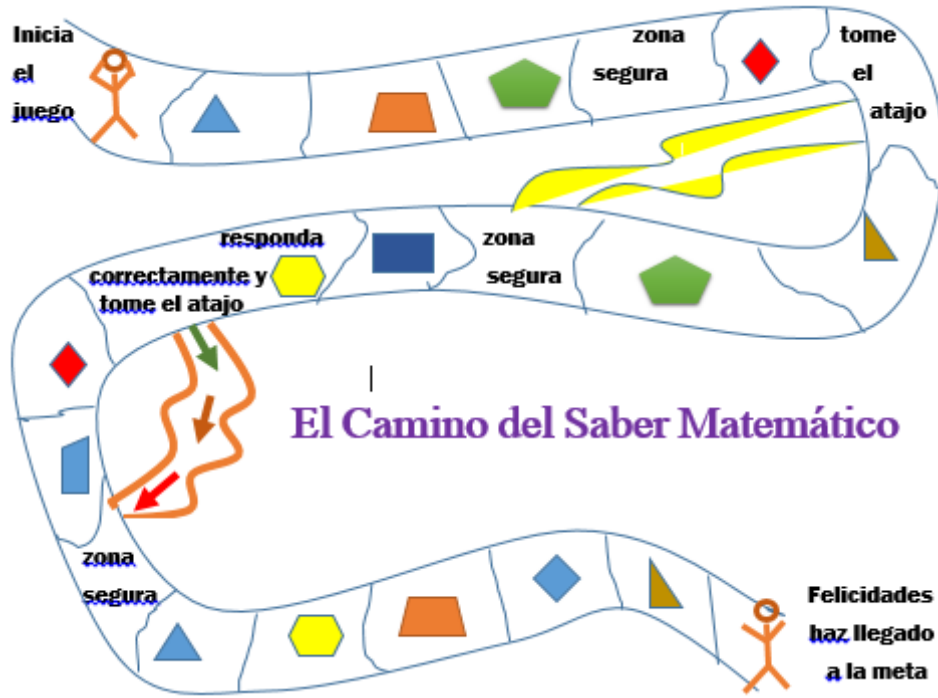 Inicia
el
juego
zona
segura
tome
el
atajo
responda
correctamente y
tome el atajo
zona
segura
El Camino del Saber Matemático
zona
segura
Felicidades
haz llegado
a la meta